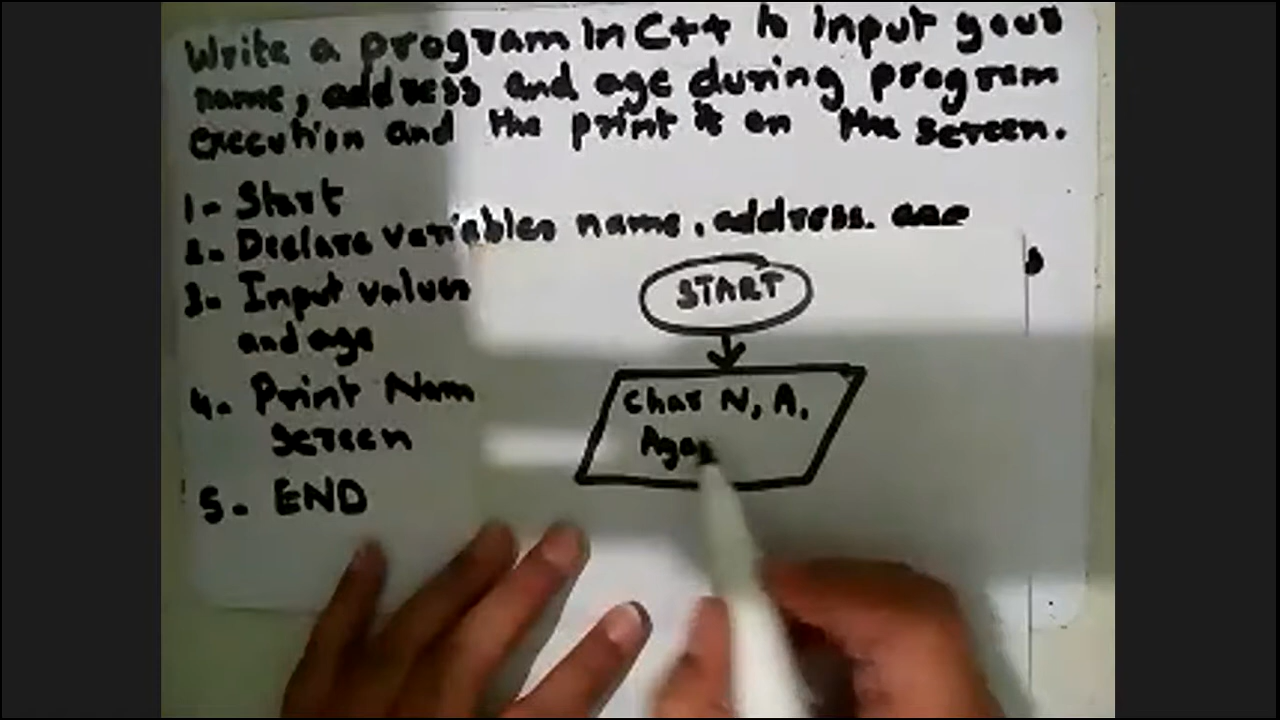 Write a program in C++ to input your
name, address and age during program
execution and the print it on the screen.
1- Start
2- Declare variables name, address. age
3- Input values
and age
4. Print Nam
Screen
5. END
START
Char N, A,
Age